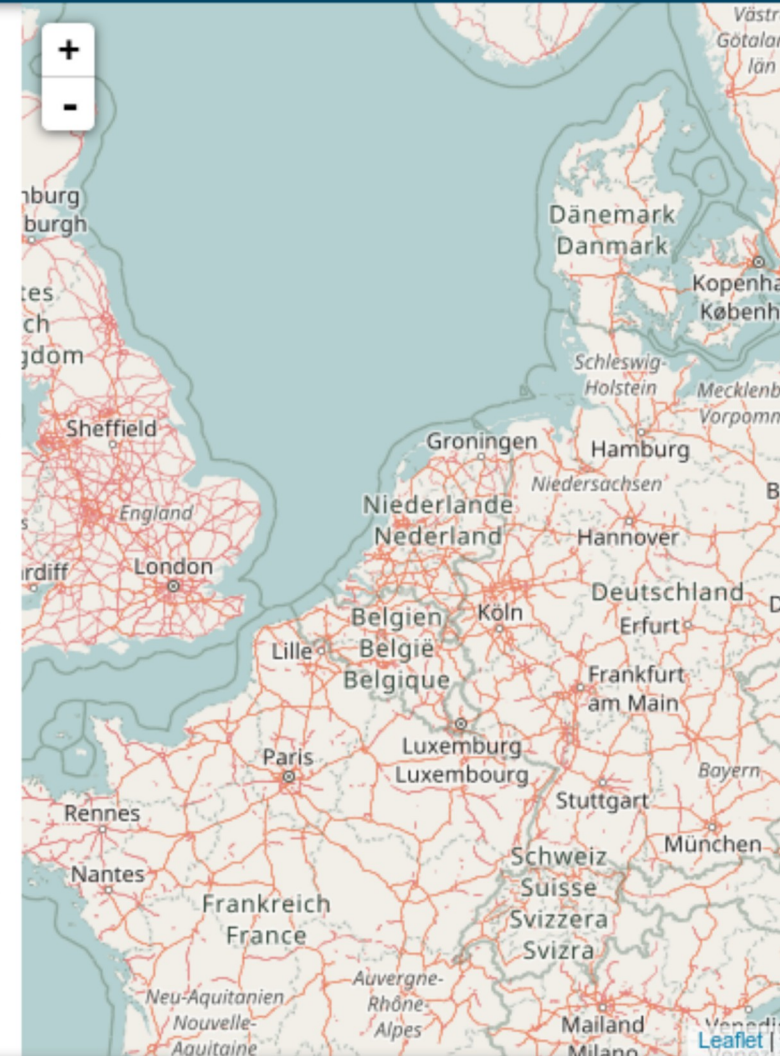 +
-
Västr
Götalan
län
nburg
burgh
Dänemark
Danmark
Kopenha
Københ
tes
ch
gdom
Schleswig-
Holstein
Mecklenb
Vorpomm
Sheffield
Groningen
Hamburg
Niedersachsen
B
Niederlande
Nederland
s
England
Hannover
rdiff
London
Deutschland
D
Belgien
België
Belgique
Köln
Erfurt
Lille
Frankfurt
am Main
Luxemburg
Luxembourg
Paris
Bayern
Stuttgart
Rennes
München
Schweiz
Suisse
Svizzera
Svizra
Nantes
Frankreich
France
Auvergne-
Rhône-
Alpes
Neu-Aquitanien
Nouvelle-
Aquitaine
Mailand
Milano
Venedi
Leaflet |